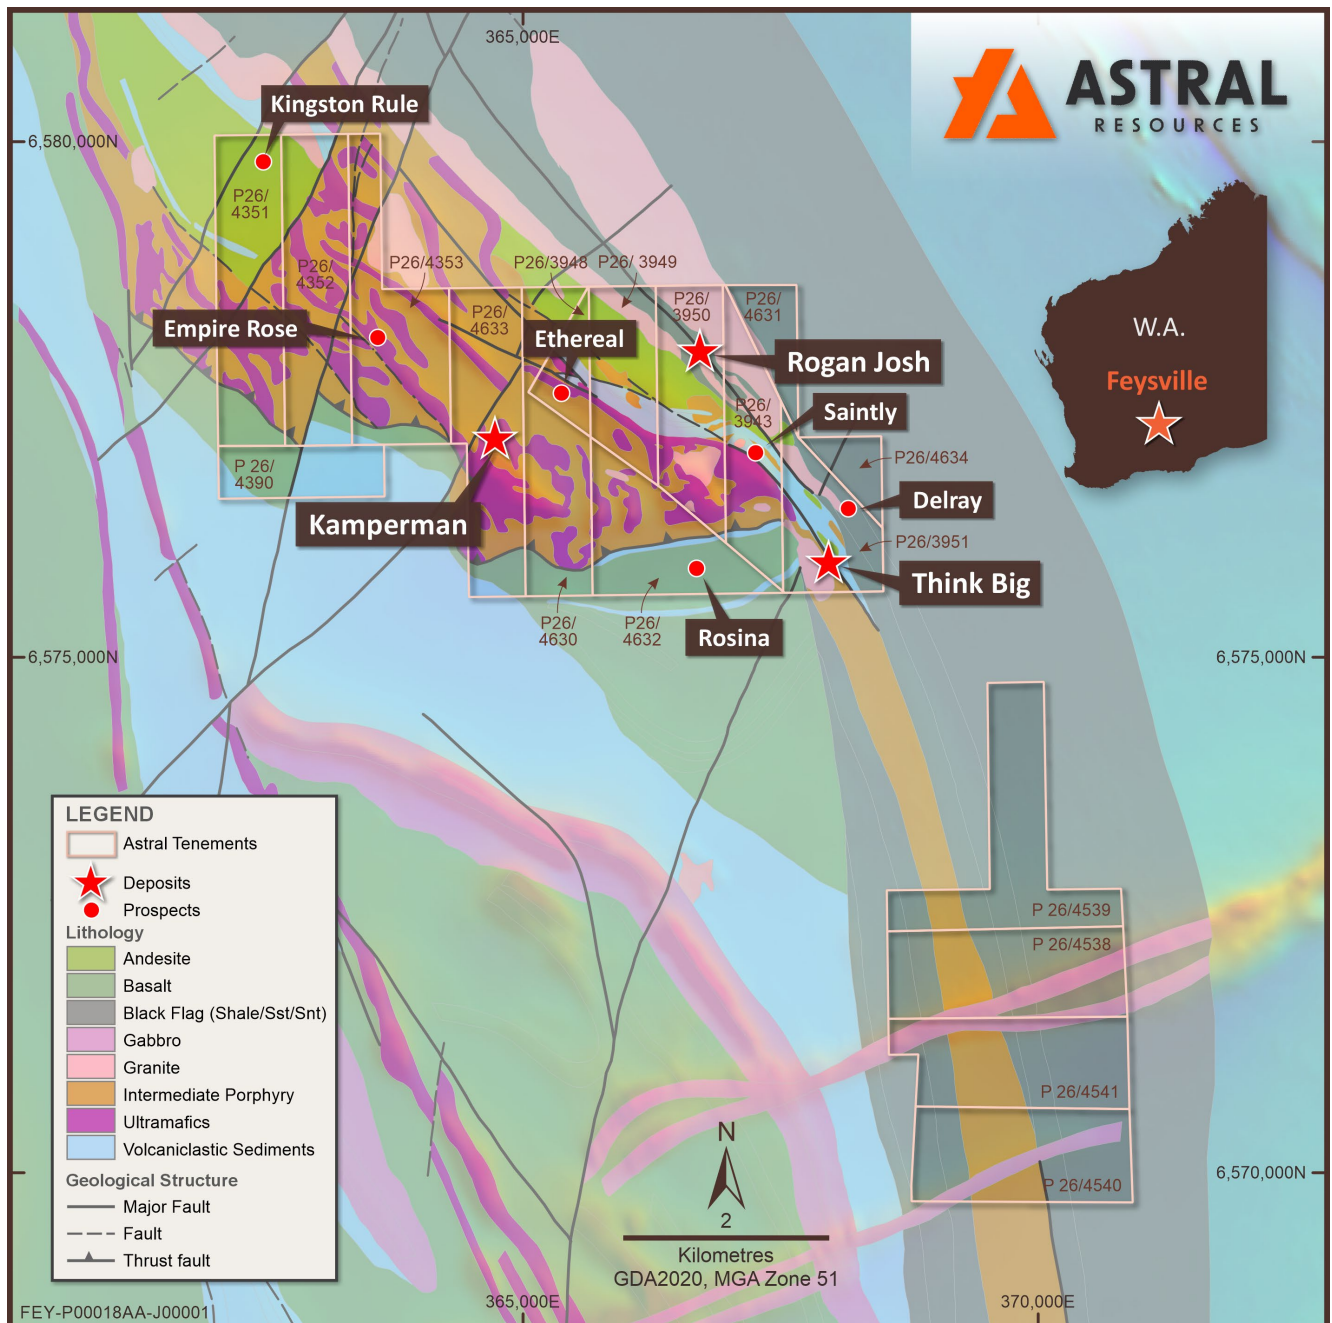 365,000E
ASTRAL
RESOURCES
Kingston Rule
6,580,000N
P26/
4351
P26/
4352
P26/4353
P26/3948
P26/ 3949
P26/
3950
P26/
4631
P26/
4633
Empire Rose
Ethereal
Rogan Josh
W.A.
Feysville
P26/
3943
Saintly
P26/4634
P 26/
4390
Delray
Kamperman
P26/3951
Think Big
P26/
4630
P26/
4632
Rosina
6,575,000N
6,575,000N
LEGEND
Astral Tenements
Deposits
Prospects
Lithology
Andesite
Basalt
Black Flag (Shale/Sst/Snt)
Gabbro
Granite
Intermediate Porphyry
Ultramafics
Volcaniclastic Sediments
Geological Structure
Major Fault
Fault
Thrust fault
P 26/4539
P 26/4538
P 26/4541
P 26/4540
6,570,000N
N
2
Kilometres
GDA2020, MGA Zone 51
365,000E
370,000E
FEY-P00018AA-J00001